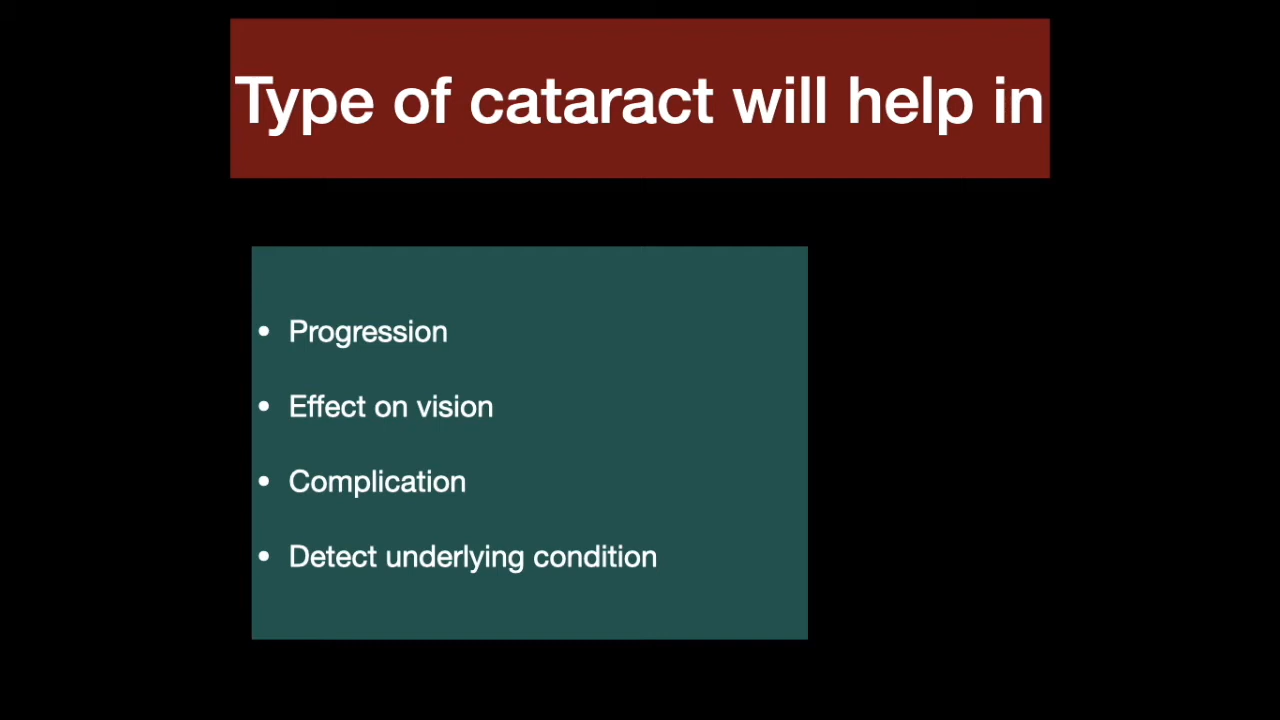 Type of cataract will help in
• Progression
• Effect on vision
• Complication
• Detect underlying condition